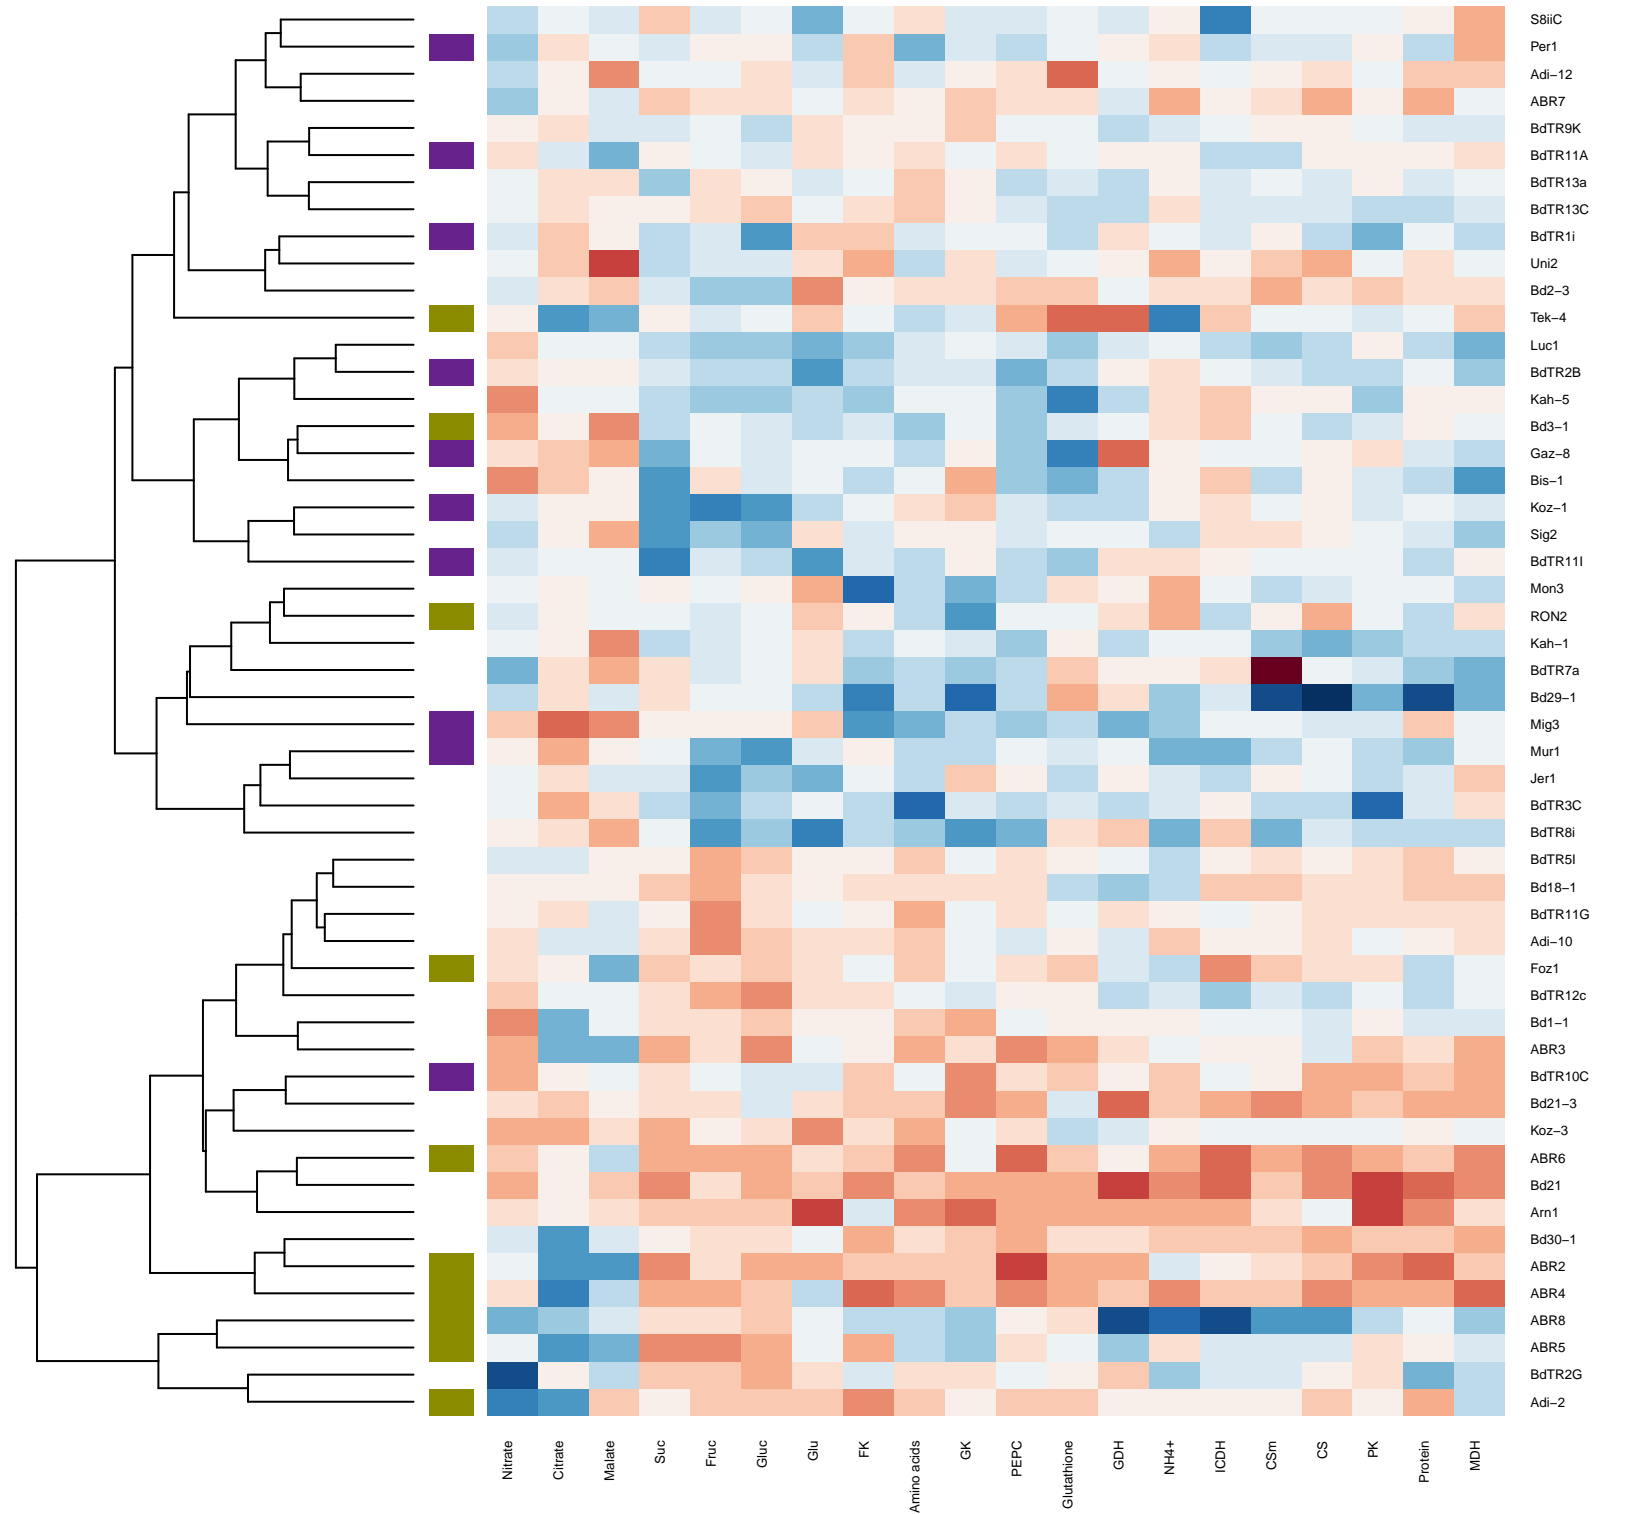 S8iiC
Per1
Adi−12
ABR7
BdTR9K
BdTR11A
BdTR13a
BdTR13C
BdTR1i
Uni2
Bd2−3
Tek−4
Luc1
BdTR2B
Kah−5
Bd3−1
Gaz−8
Bis−1
Koz−1
Sig2
BdTR11I
Mon3
RON2
Kah−1
BdTR7a
Bd29−1
Mig3
Mur1
Jer1
BdTR3C
BdTR8i
BdTR5I
Bd18−1
BdTR11G
Adi−10
Foz1
BdTR12c
Bd1−1
ABR3
BdTR10C
Bd21−3
Koz−3
ABR6
Bd21
Arn1
Bd30−1
ABR2
ABR4
ABR8
ABR5
BdTR2G
Adi−2
Nitrate
Citrate
Malate
Suc
Fruc
Gluc
Glu
FK
Amino acids
GK
PEPC
Glutathione
GDH
NH4+
ICDH
CSm
CS
PK
Protein
MDH